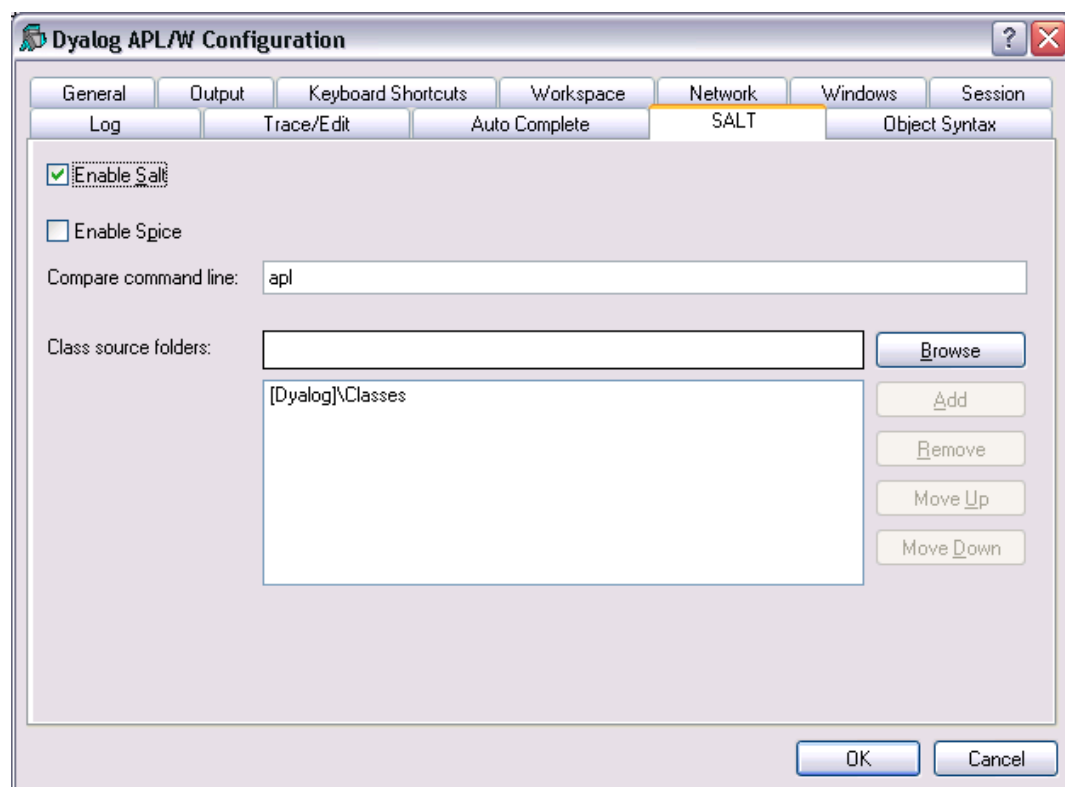 Dyalog APL/W Configuration
General Output Keyboard Shortcuts Workspace Network Windows Session
Log Trace/Edit Auto Complete SALT Object Syntax
Enable Salt
Enable Spice
Compare command line: apl
Class source folders: Browse
[Dyalog]\Classes
Add
Remove
Move Up
Move Down
OK Cancel